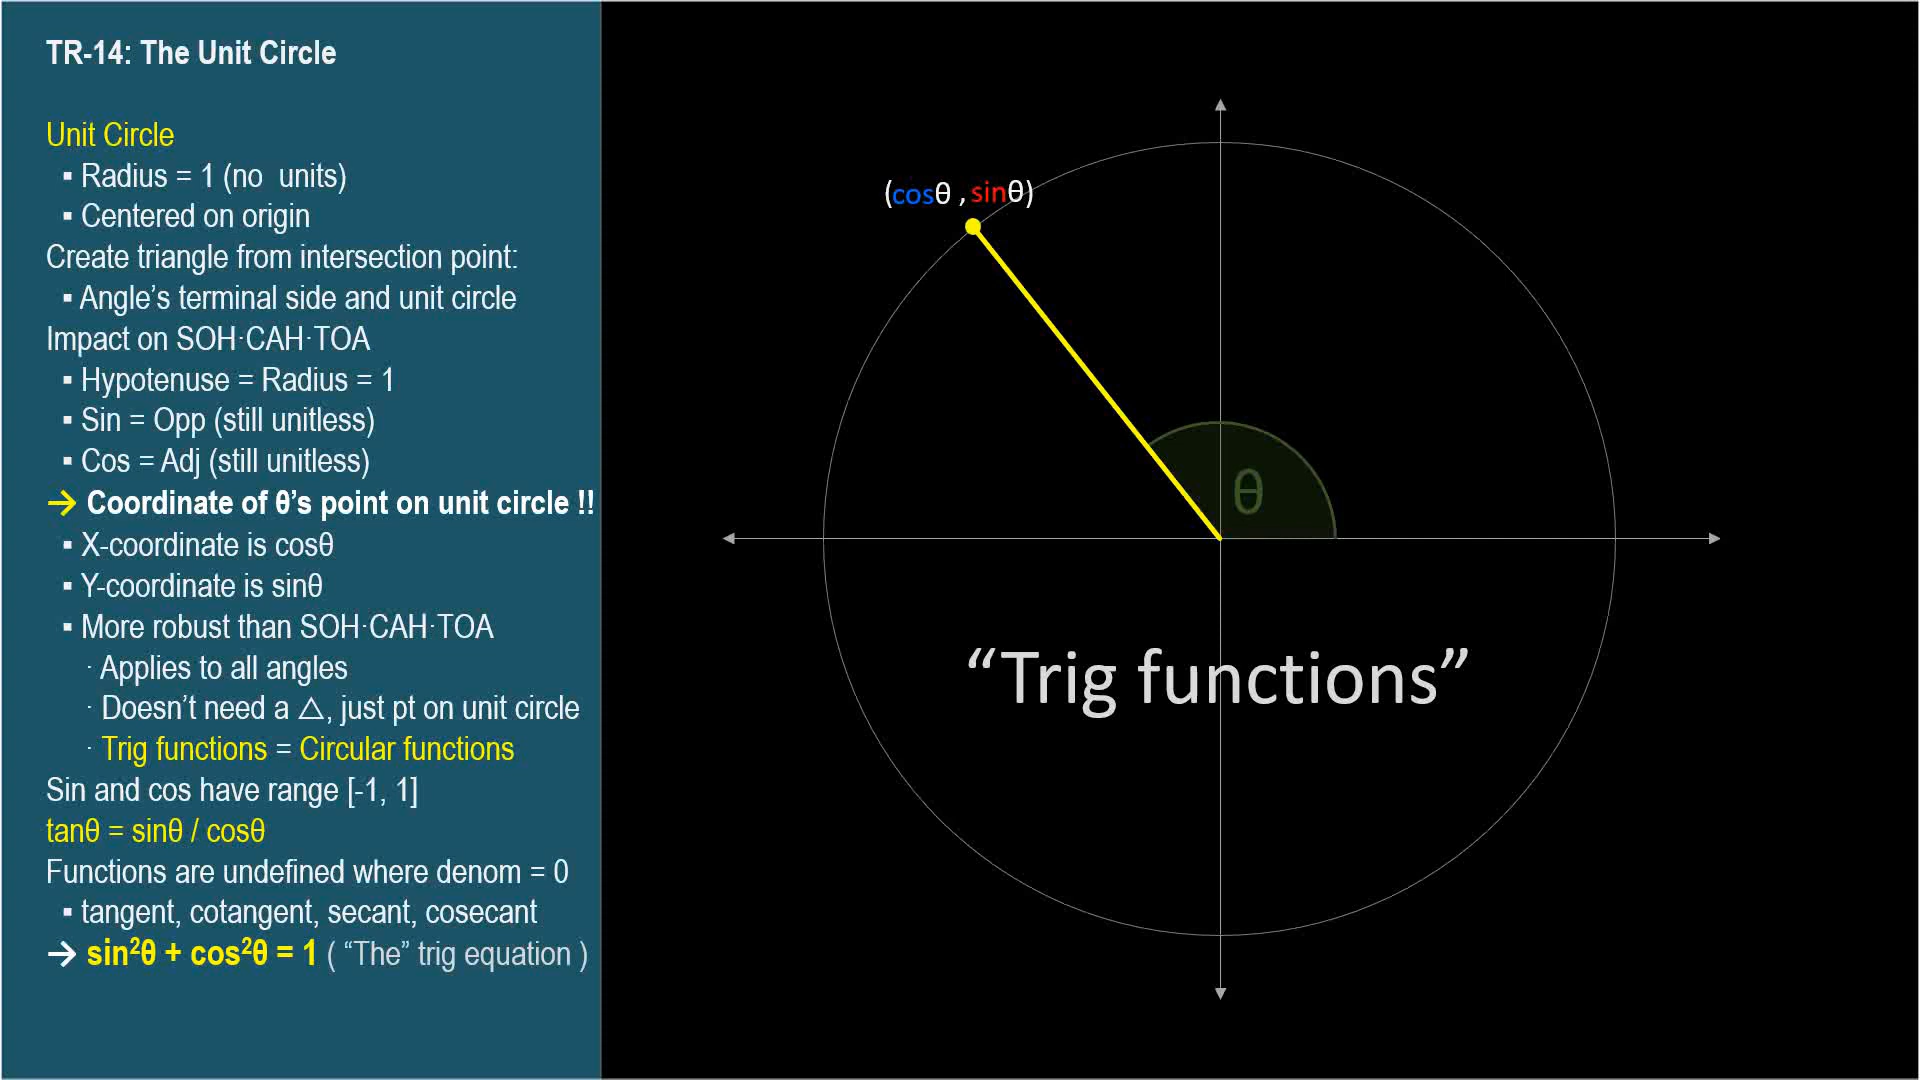 TR-14: The Unit Circle
Unit Circle
▪ Radius = 1 (no  units)
▪ Centered on origin
Create triangle from intersection point:
▪ Angle’s terminal side and unit circle
Impact on SOH·CAH·TOA
▪ Hypotenuse = Radius = 1
▪ Sin = Opp (still unitless)
▪ Cos = Adj (still unitless)
→ Coordinate of θ’s point on unit circle !!
▪ X-coordinate is cosθ
▪ Y-coordinate is sinθ
▪ More robust than SOH·CAH·TOA
· Applies to all angles
· Doesn’t need a △, just pt on unit circle
· Trig functions = Circular functions
Sin and cos have range [-1, 1]
tanθ = sinθ / cosθ
Functions are undefined where denom = 0
▪ tangent, cotangent, secant, cosecant
→ sin²θ + cos²θ = 1 ( “The” trig equation )
(cosθ , sinθ)
θ
“Trig functions”